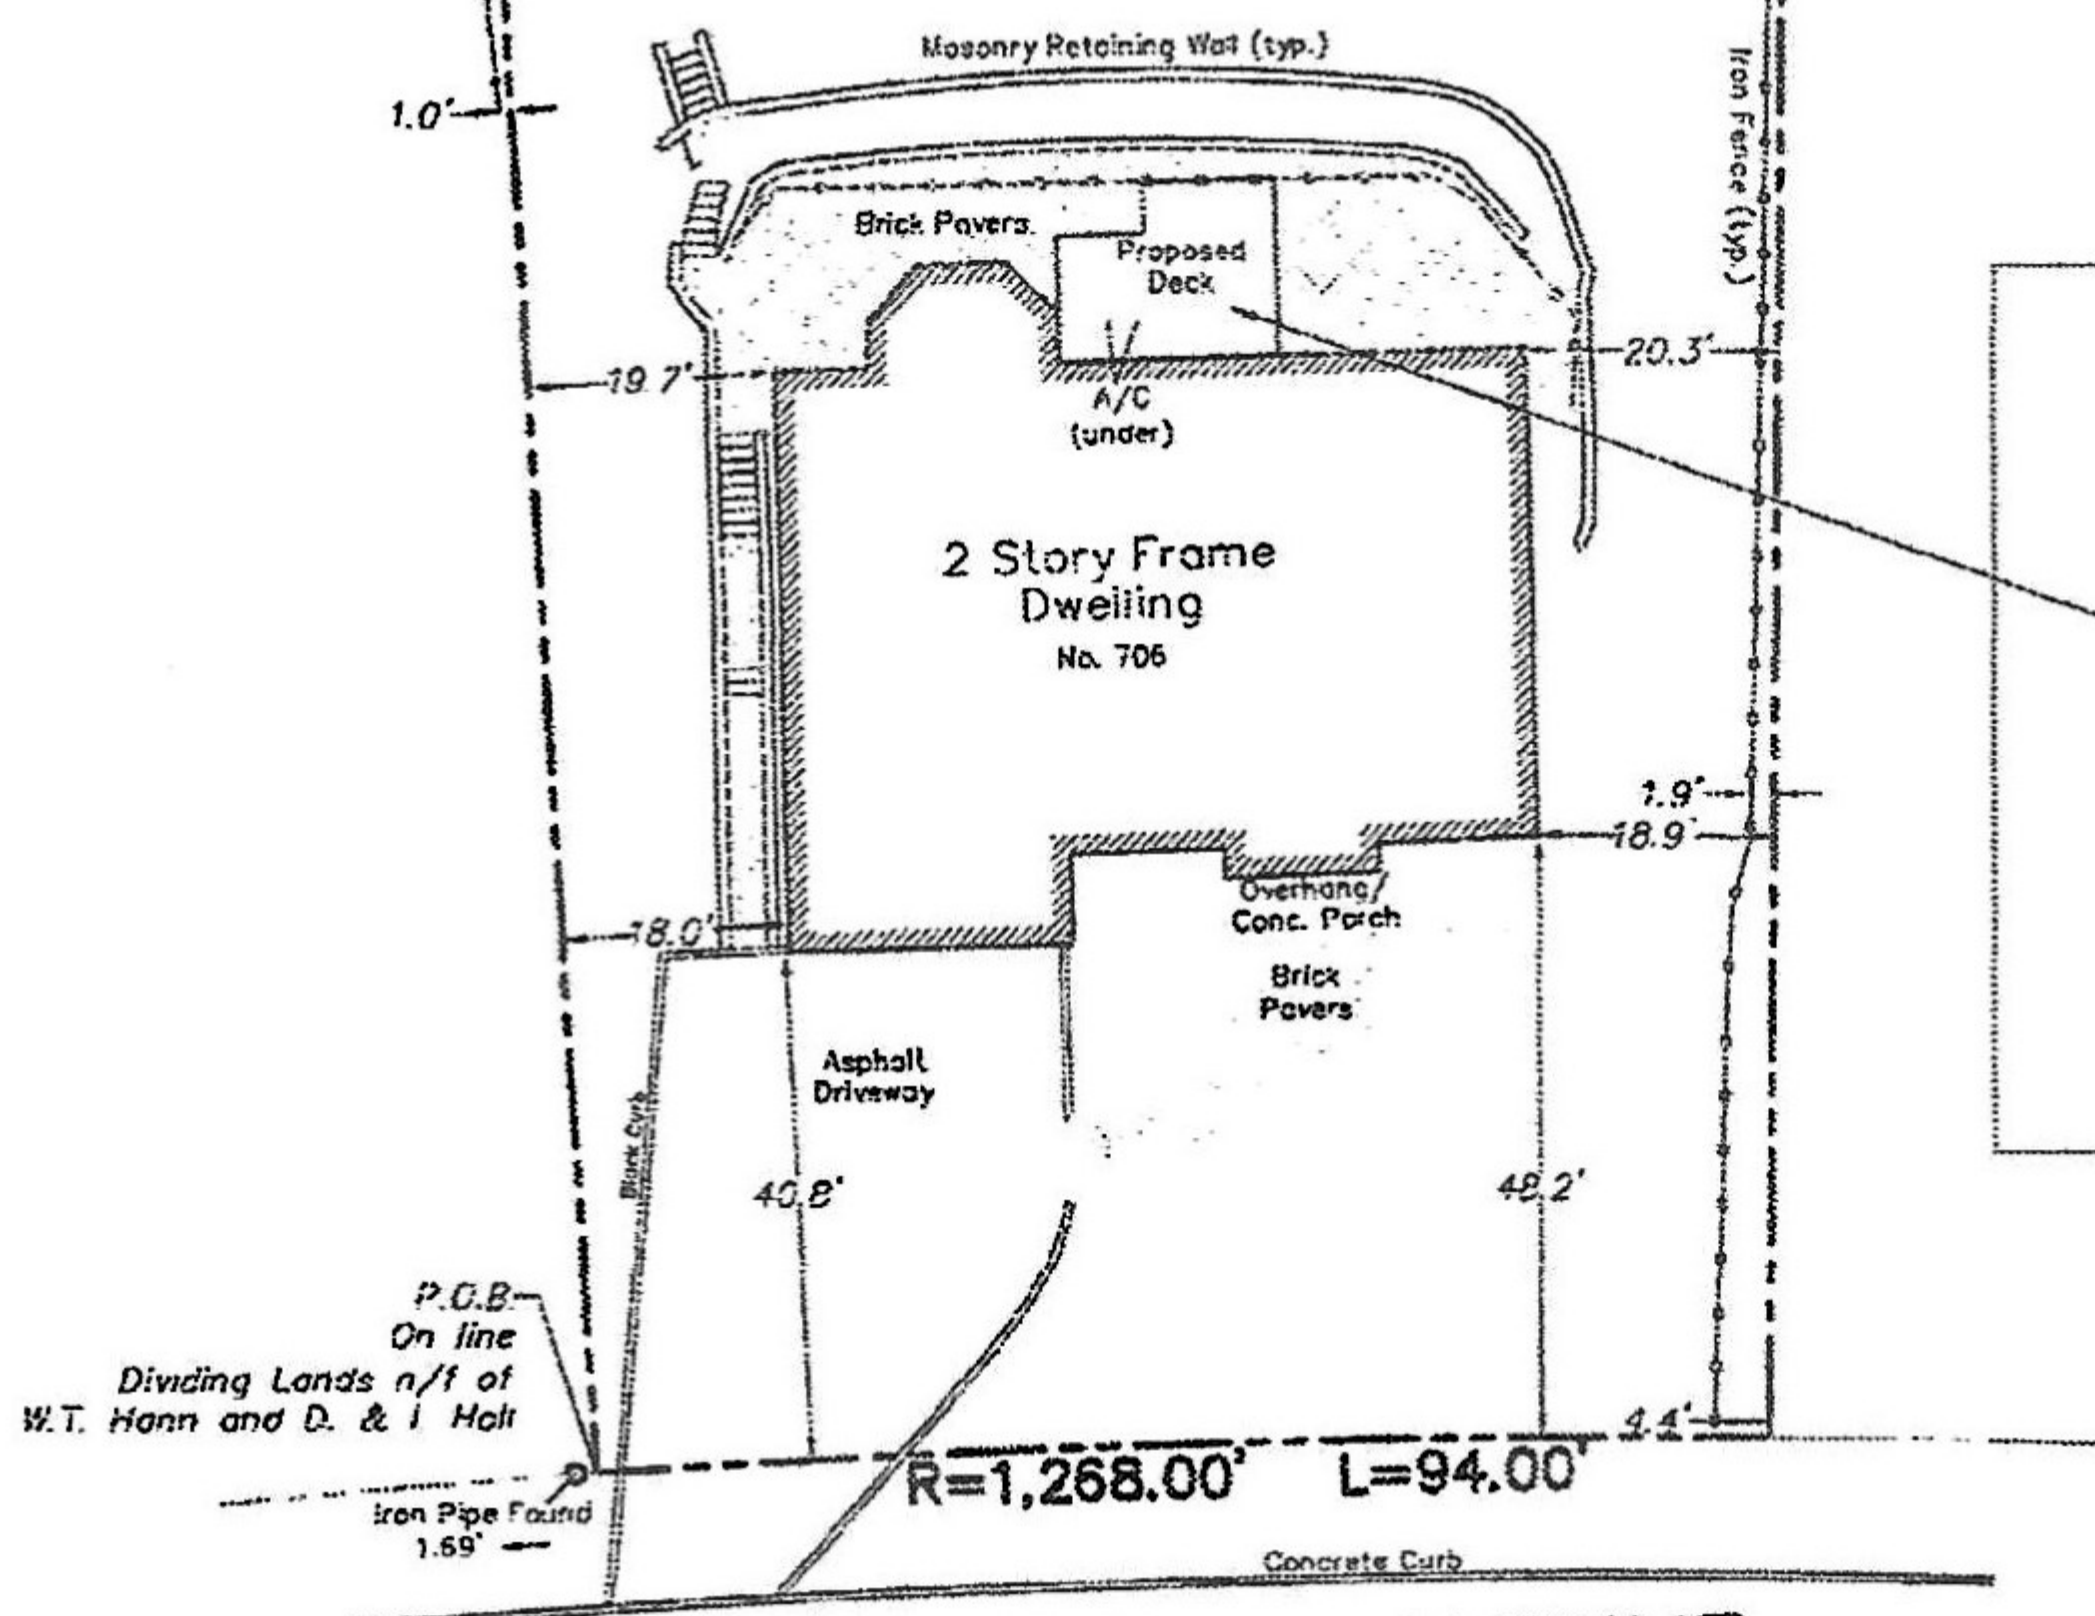 Masonry Retaining Wall (typ.)
Iron Fence (typ.)
1.0'
Brick Pavers
Proposed
Deck
20.3'
19.7'
A/C
(under)
2 Story Frame
Dwelling
No. 706
1.9'
18.9'
Overhang/
Conc. Porch
18.0'
Brick
Pavers
Asphalt
Driveway
Block Curb
40.8'
48.2'
P.O.B.
On line
Dividing Lands n/f of
W.T. Hann and D. & I. Holt
4.4'
R=1,268.00' L=94.00'
Iron Pipe Found
1.69'
Concrete Curb